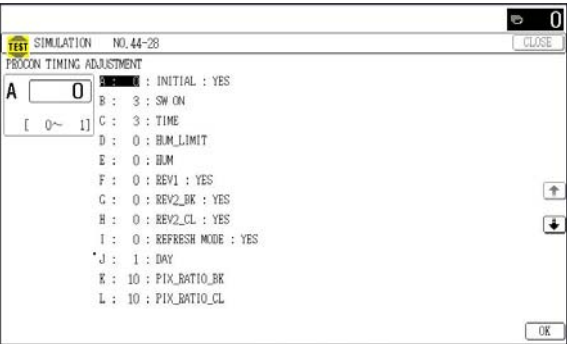 0
TEST SIMULATION NO.44-28 CLOSE
PROCON TIMING ADJUSTMENT
A 0
[ 0~ 1]
A : 0 : INITIAL : YES
B : 3 : SW ON
C : 3 : TIME
D : 0 : HUM_LIMIT
E : 0 : HUM
F : 0 : REV1 : YES
G : 0 : REV2_BK : YES
H : 0 : REV2_CL : YES
I : 0 : REFRESH MODE : YES
J : 1 : DAY
K : 10 : PIX_RATIO_BK
L : 10 : PIX_RATIO_CL
OK